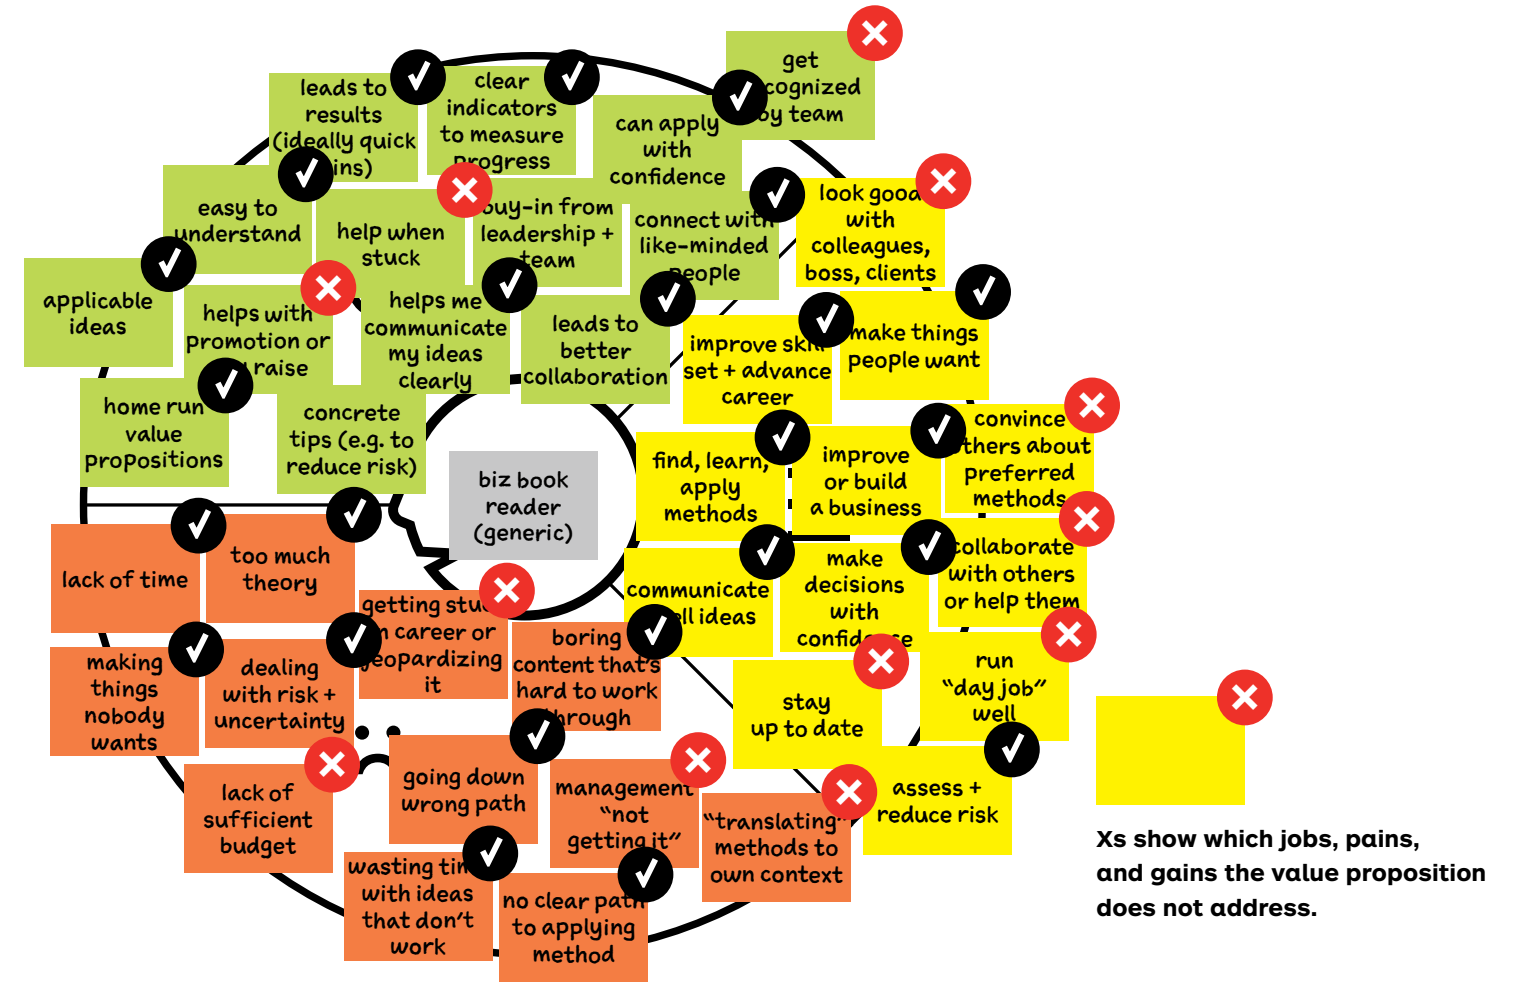 get
cognized
by team
leads to
results
(ideally quick
ins)
clear
indicators
to measure
progress
can apply
with
confidence
easy to
understand
help when
stuck
buy-in from
leadership +
team
connect with
like-minded
people
look good
with
colleagues,
boss, clients
applicable
ideas
helps with
promotion or
raise
helps me
communicate
my ideas
clearly
leads to
better
collaboration
improve skill
set + advance
career
make things
people want
home run
value
propositions
concrete
tips (e.g. to
reduce risk)
biz book
reader
(generic)
find, learn,
apply
methods
improve
or build
a business
convince
others about
preferred
methods
lack of time
too much
theory
getting stuck
in career or
jeopardizing
it
boring
content that's
hard to work
through
communicate
sell ideas
make
decisions
with
confidence
collaborate
with others
or help them
making
things
nobody
wants
dealing
with risk +
uncertainty
stay
up to date
run
“day job”
well
lack of
sufficient
budget
going down
wrong path
management
“not
getting it”
“translating”
methods to
own context
assess +
reduce risk
wasting time
with ideas
that don't
work
no clear path
to applying
method
Xs show which jobs, pains,
and gains the value proposition
does not address.